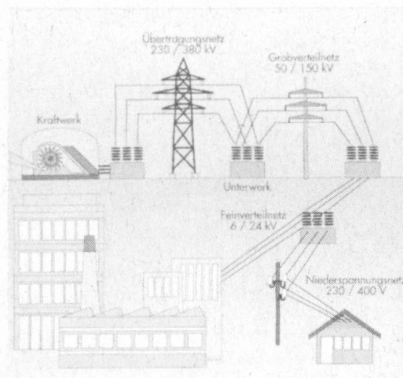 Übertragungsnetz
230 / 380 kV
Grobverteilnetz
50 / 150 kV
Kraftwerk
Unterwerk
Feinverteilnetz
6 / 24 kV
Niederspannungsnetz
230 / 400 V